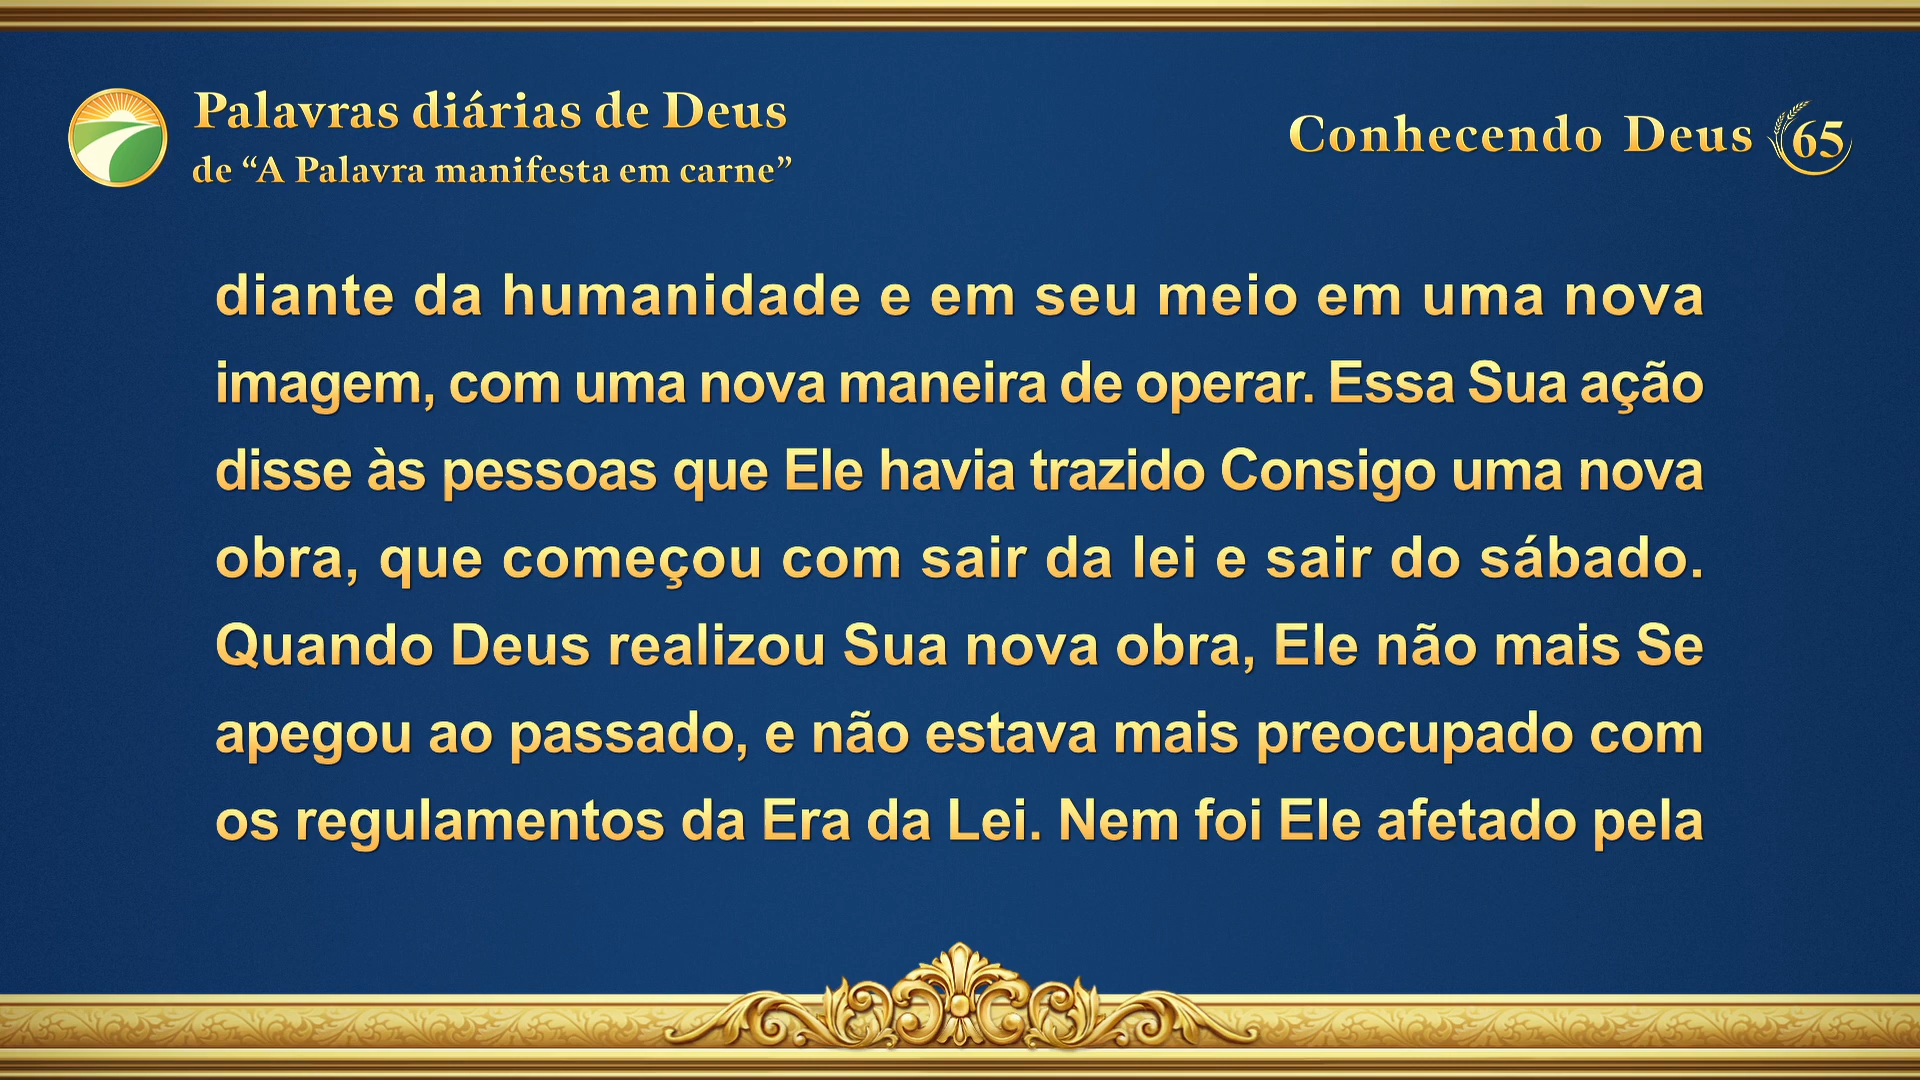 Palavras diárias de Deus
de “A Palavra manifesta em carne”
Conhecendo Deus 65
diante da humanidade e em seu meio em uma nova
imagem, com uma nova maneira de operar. Essa Sua ação
disse às pessoas que Ele havia trazido Consigo uma nova
obra, que começou com sair da lei e sair do sábado.
Quando Deus realizou Sua nova obra, Ele não mais Se
apegou ao passado, e não estava mais preocupado com
os regulamentos da Era da Lei. Nem foi Ele afetado pela